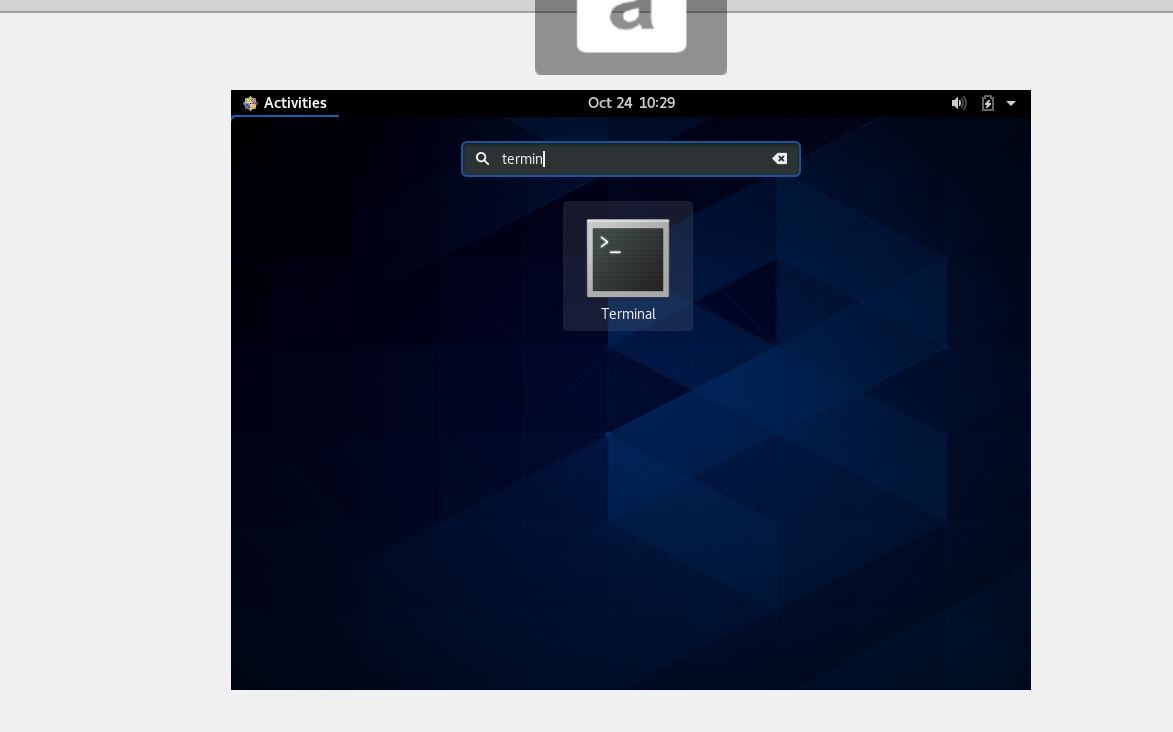 a
Activities
Oct 24 10:29
termin
>_
Terminal